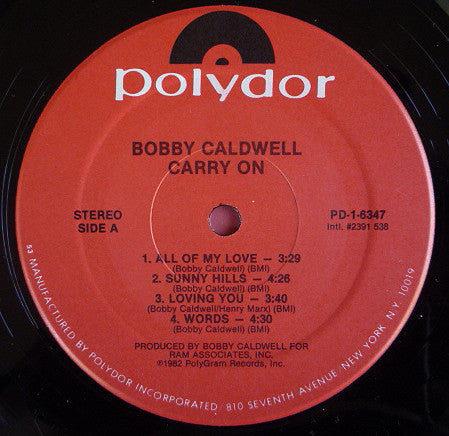 polydor
BOBBY CALDWELL
CARRY ON
STEREO
SIDE A
PD-1-6347
Intl. #2391 538
1. ALL OF MY LOVE — 3:29
(Bobby Caldwell) (BMI)
2. SUNNY HILLS — 4:26
(Bobby Caldwell) (BMI)
3. LOVING YOU — 3:40
(Bobby Caldwell/Henry Marx) (BMI)
4. WORDS — 4:30
(Bobby Caldwell) (BMI)
PRODUCED BY BOBBY CALDWELL FOR
RAM ASSOCIATES, INC.
℗1982 PolyGram Records, Inc.
53 MANUFACTURED BY POLYDOR INCORPORATED/ 810 SEVENTH AVENUE, NEW YORK, N.Y. 10019